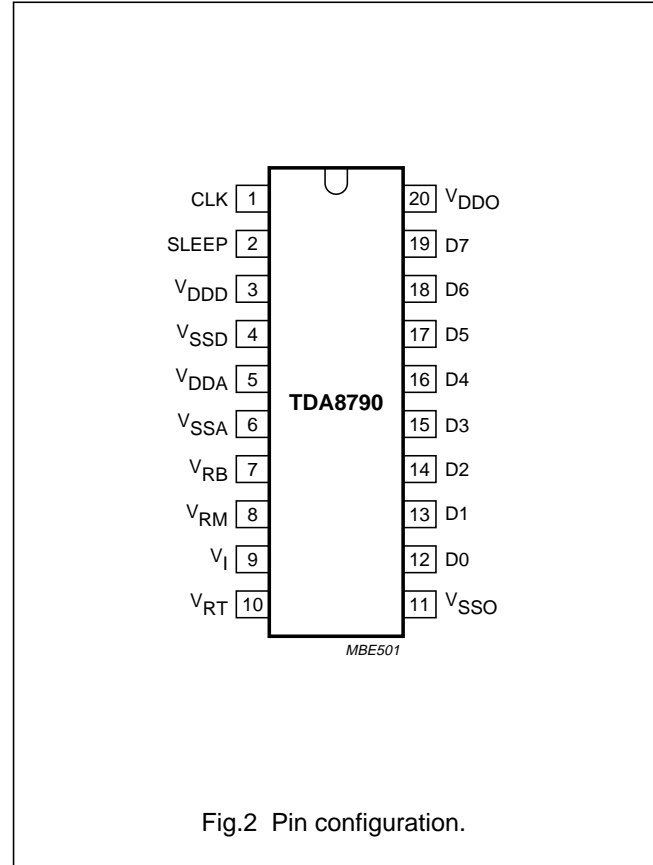 CLK 1
SLEEP 2
VDDD 3
VSSD 4
VDDA 5
VSSA 6
VRB 7
VRM 8
VI 9
VRT 10
TDA8790
20 VDDO
19 D7
18 D6
17 D5
16 D4
15 D3
14 D2
13 D1
12 D0
11 VSSO
MBE501
Fig.2 Pin configuration.